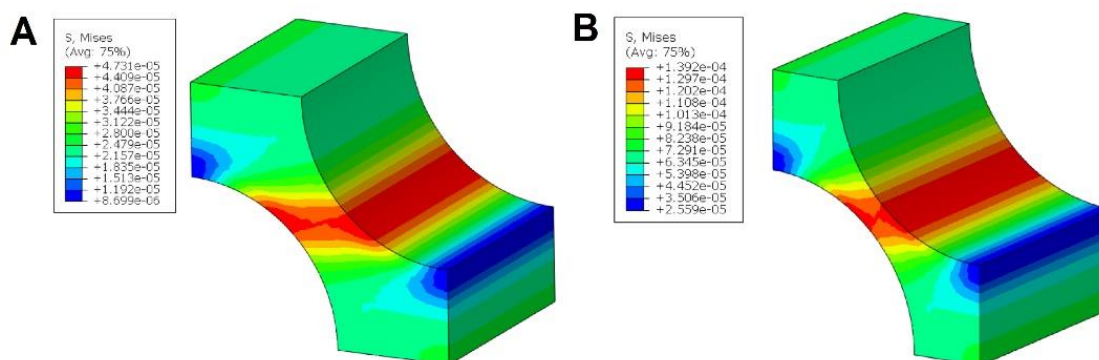 A
S, Mises
(Avg: 75%)
+4.731e-05
+4.409e-05
+4.087e-05
+3.766e-05
+3.444e-05
+3.122e-05
+2.800e-05
+2.479e-05
+2.157e-05
+1.835e-05
+1.513e-05
+1.192e-05
+8.699e-06
B
S, Mises
(Avg: 75%)
+1.392e-04
+1.297e-04
+1.202e-04
+1.108e-04
+1.013e-04
+9.184e-05
+8.238e-05
+7.291e-05
+6.345e-05
+5.398e-05
+4.452e-05
+3.506e-05
+2.559e-05